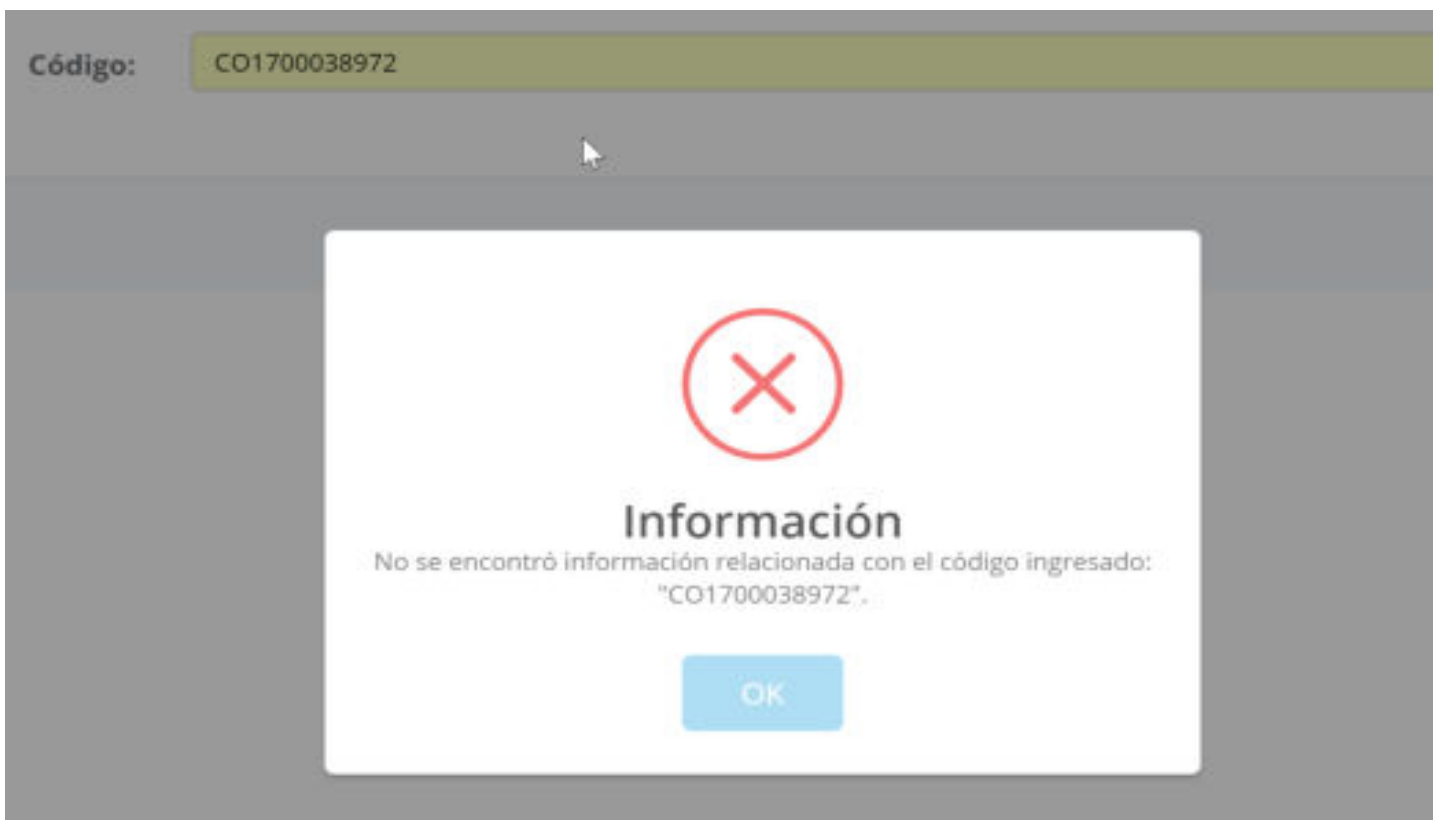 Código:
CO1700038972
Información
No se encontró información relacionada con el código ingresado:
"CO1700038972".
OK